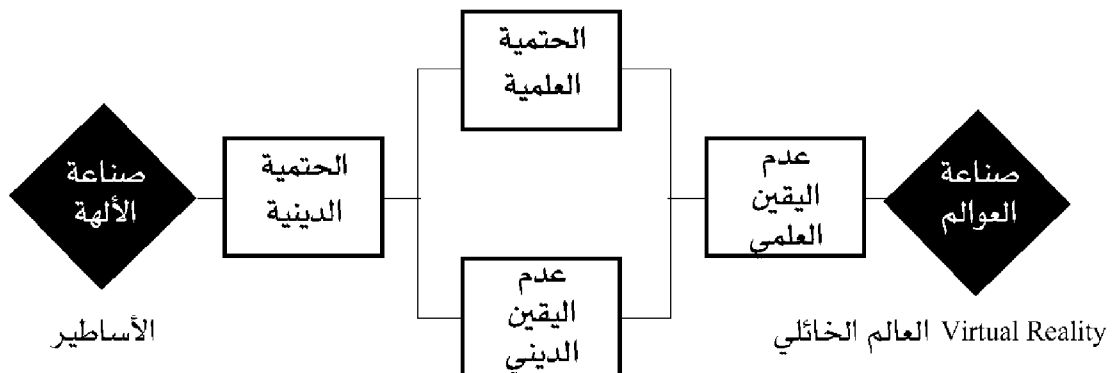 الحتمية
العلمية
صناعة
الألهة
الحتمية
الدينية
عدم
اليقين
العلمي
صناعة
العوالم
عدم
اليقين
الديني
الأساطير
العالم الخائلي Virtual Reality